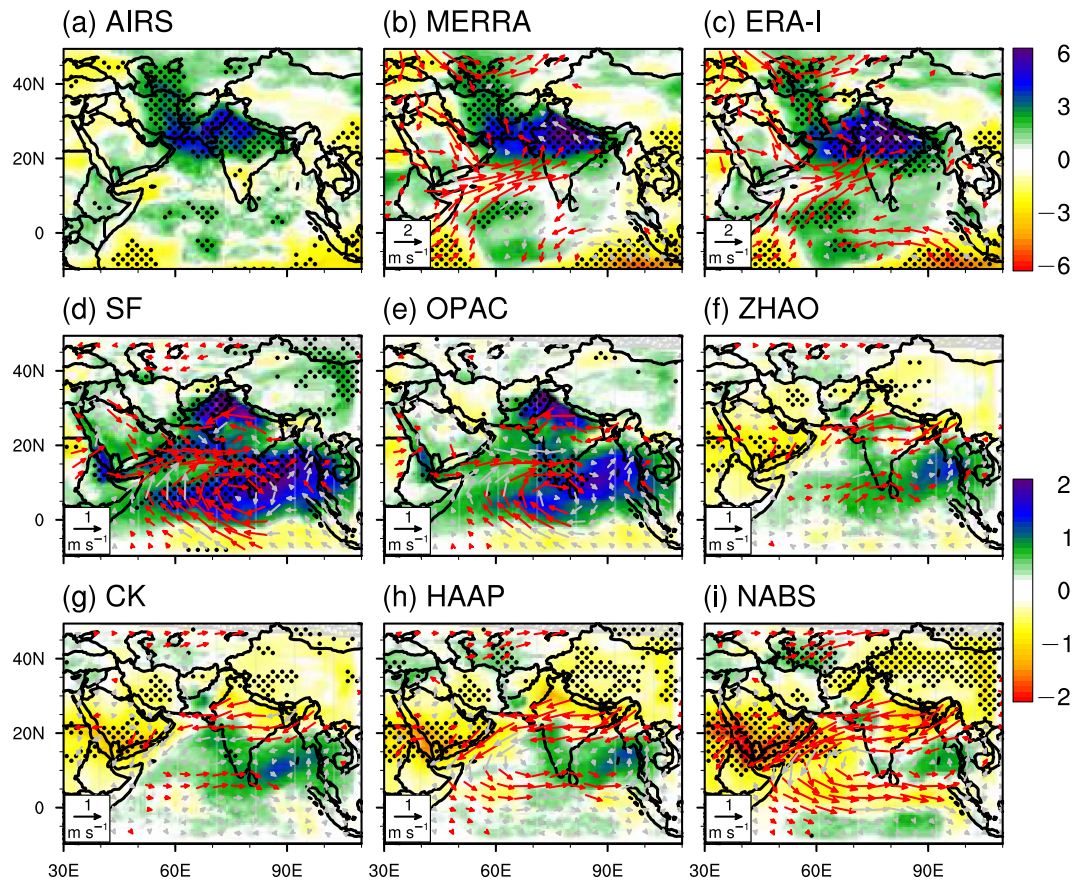 (a) AIRS (b) MERRA (c) ERA-I
40N 20N 0
2 m s⁻¹
2 m s⁻¹
6 3 0 −3 −6
(d) SF (e) OPAC (f) ZHAO
40N 20N 0
1 m s⁻¹
1 m s⁻¹
1 m s⁻¹
2 1 0 −1 −2
(g) CK (h) HAAP (i) NABS
40N 20N 0
1 m s⁻¹
1 m s⁻¹
1 m s⁻¹
30E 60E 90E 30E 60E 90E 30E 60E 90E